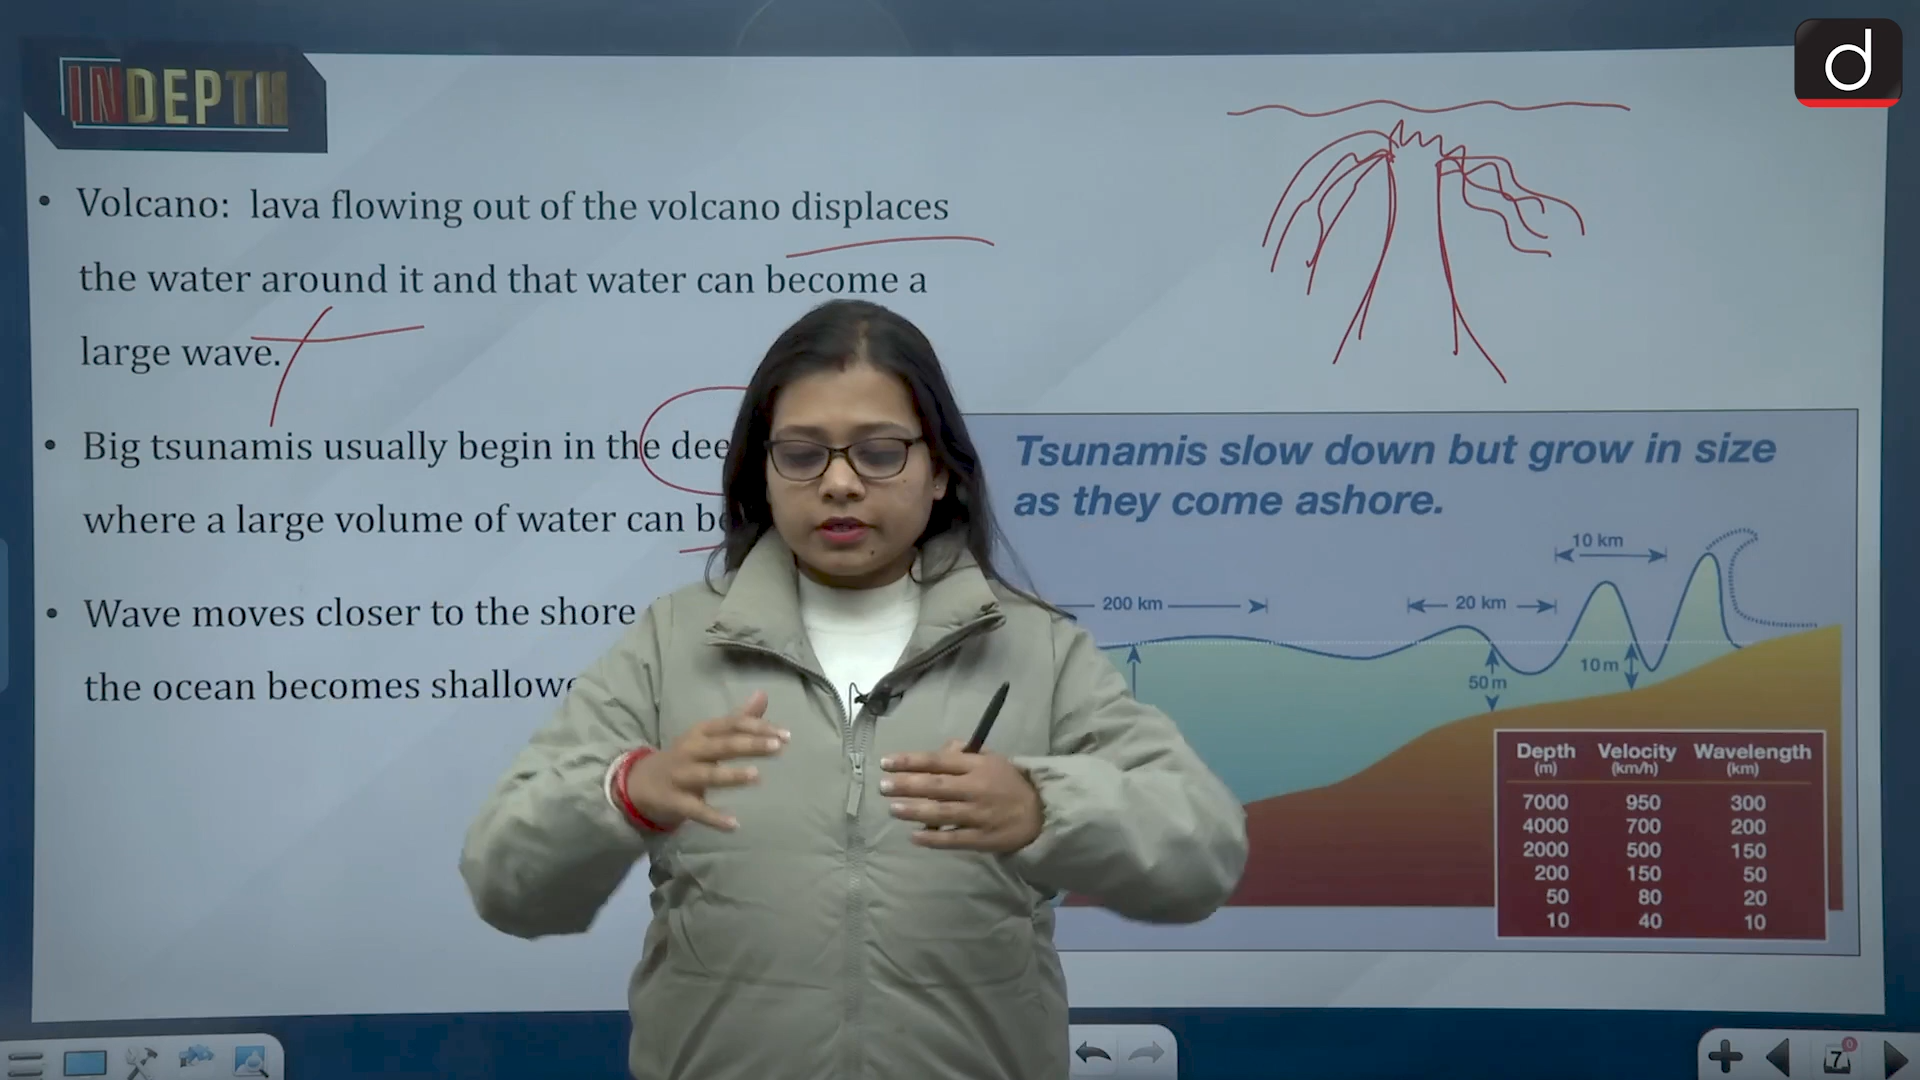 INDEPTH
d
• Volcano: lava flowing out of the volcano displaces
the water around it and that water can become a
large wave.
• Big tsunamis usually begin in the
where a large volume of water can
• Wave moves closer to the shore
the ocean becomes
Tsunamis slow down but grow in size
as they come ashore.
10 km
200 km
20 km
10 m
50 m
Depth Velocity Wavelength
(m) (km/h) (km)
7000 950 300
4000 700 200
2000 500 150
200 150 50
50 80 20
10 40 10
7
0